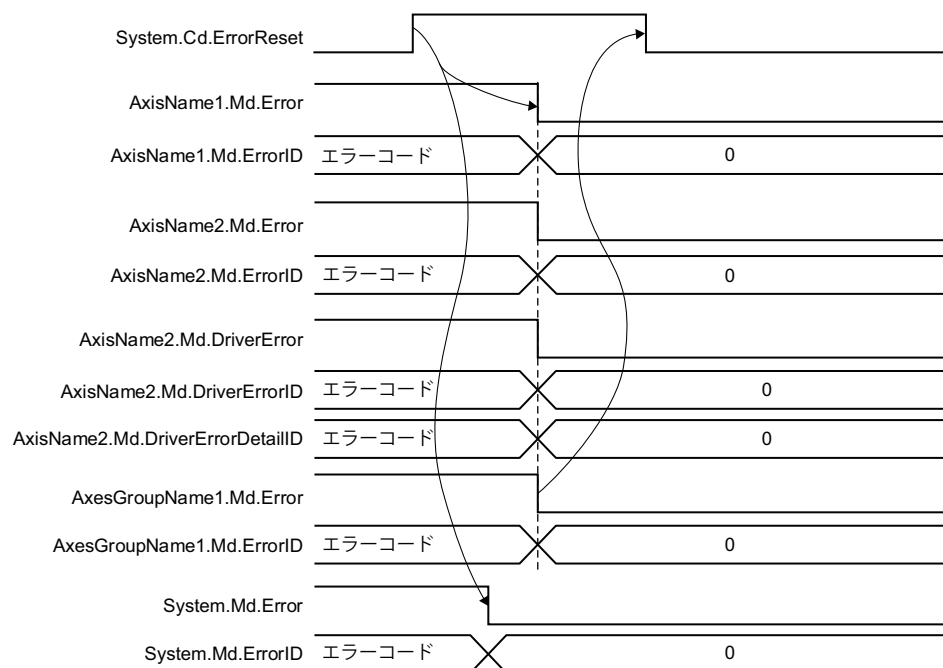 System.Cd.ErrorReset
AxisName1.Md.Error
AxisName1.Md.ErrorID エラーコード 0
AxisName2.Md.Error
AxisName2.Md.ErrorID エラーコード 0
AxisName2.Md.DriverError
AxisName2.Md.DriverErrorID エラーコード 0
AxisName2.Md.DriverErrorDetailID エラーコード 0
AxesGroupName1.Md.Error
AxesGroupName1.Md.ErrorID エラーコード 0
System.Md.Error
System.Md.ErrorID エラーコード 0